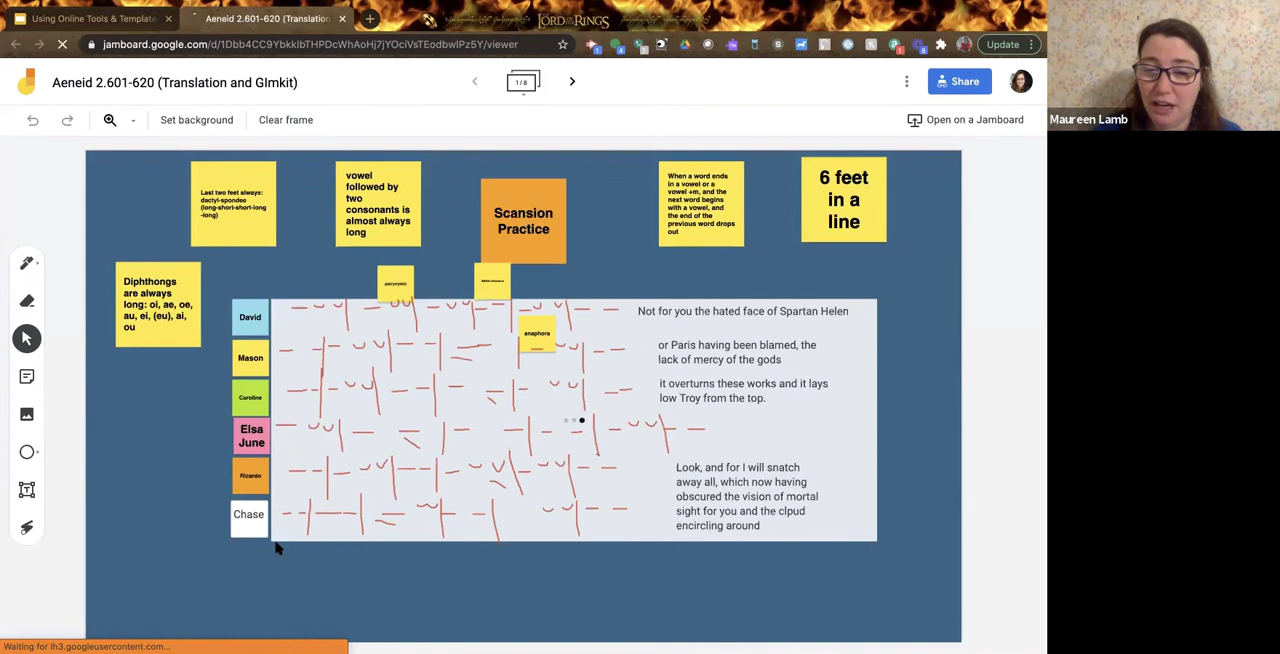 Using Online Tools & Template
Aeneid 2.601-620 (Translation
LORD OF THE RINGS
jamboard.google.com/d/1Dbb4CC9YbkklbTHPDcWhAoHj7jYOciVsTEodbwlPz5Y/viewer
Update
Aeneid 2.601-620 (Translation and GImkit)
1/8
Share
Set background
Clear frame
Open on a Jamboard
Maureen Lamb
Last two feet always:
dactyl-spondee
(long-short-short-long
-long)
vowel
followed by
two
consonants is
almost always
long
Scansion
Practice
When a word ends
in a vowel or a
vowel +m, and the
next word begins
with a vowel, and
the end of the
previous word drops
out
6 feet
in a
line
Diphthongs
are always
long: oi, ae, oe,
au, ei, (eu), ai,
ou
anaphora
David
Mason
Caroline
Elsa
June
Ricardo
Chase
Not for you the hated face of Spartan Helen
or Paris having been blamed, the
lack of mercy of the gods
it overturns these works and it lays
low Troy from the top.
Look, and for I will snatch
away all, which now having
obscured the vision of mortal
sight for you and the clpud
encircling around
Waiting for lh3.googleusercontent.com...